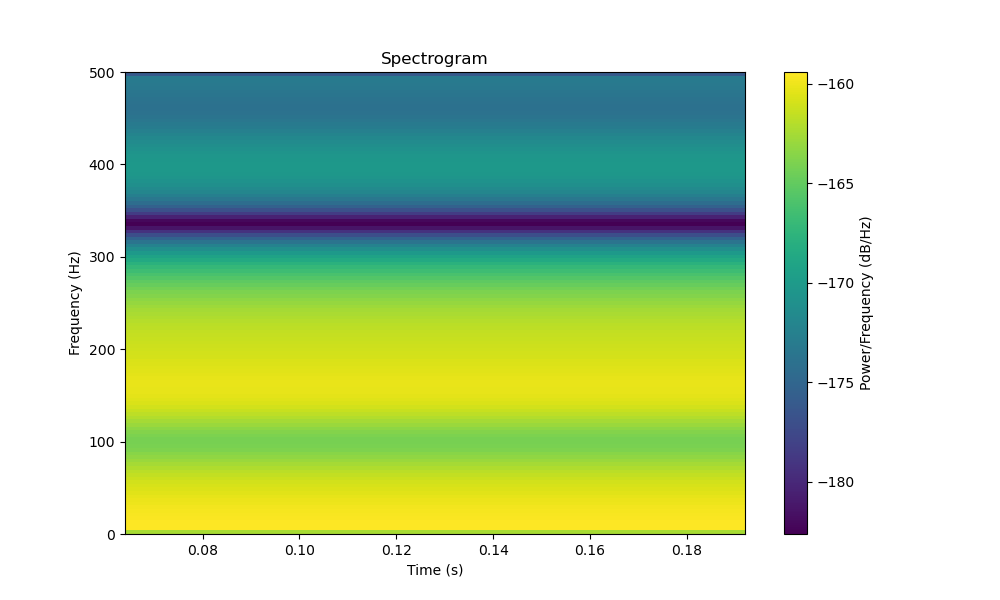 Spectrogram
500
400
300
200
100
0
Frequency (Hz)
0.08 0.10 0.12 0.14 0.16 0.18
Time (s)
−160
−165
−170
−175
−180
Power/Frequency (dB/Hz)